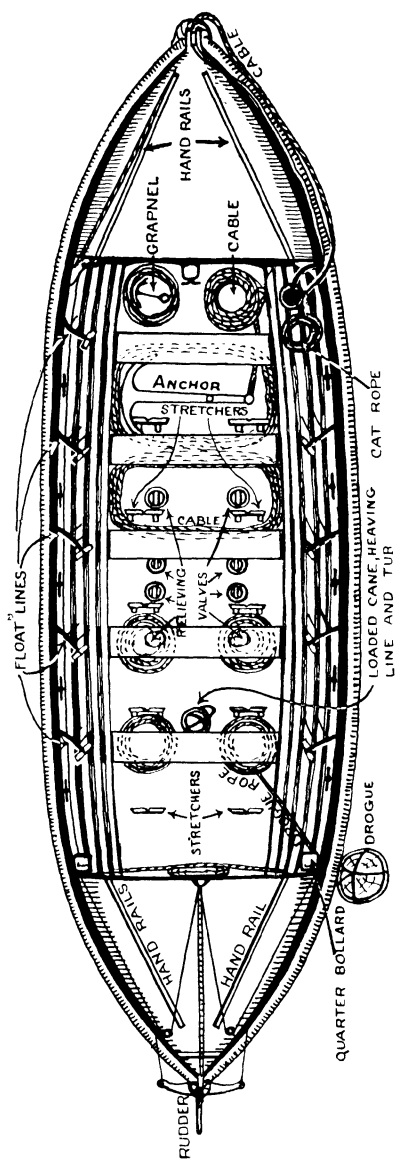 CABLE
HAND RAILS
GRAPNEL
CABLE
ANCHOR
STRETCHERS
CAT ROPE
CABLE
"FLOAT" LINES
RELIEVING
VALVES
LOADED CANE, HEAVING
LINE AND TUB
STRETCHERS
DROGUE ROPE
DROGUE
QUARTER BOLLARD
HAND RAILS
HAND RAIL
RUDDER